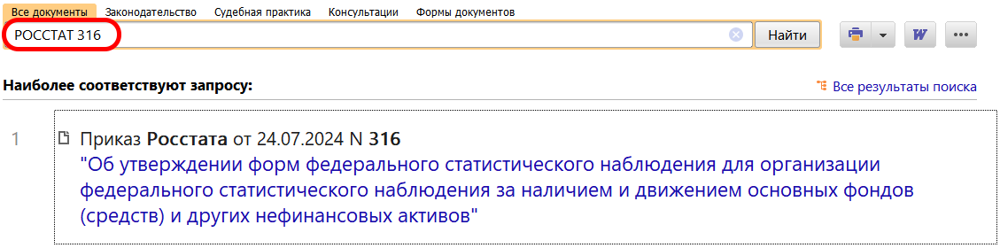 Все документы Законодательство Судебная практика Консультации Формы документов
РОССТАТ 316 Найти
Наиболее соответствуют запросу: Все результаты поиска
1 Приказ Росстата от 24.07.2024 N 316
"Об утверждении форм федерального статистического наблюдения для организации
федерального статистического наблюдения за наличием и движением основных фондов
(средств) и других нефинансовых активов"